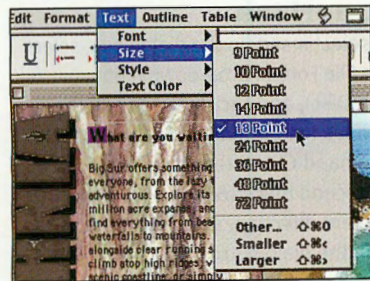 Edit Format Text Outline Table Window
U
Font
Size
Style
Text Color
9 Point
10 Point
12 Point
14 Point
✓ 18 Point
24 Point
36 Point
48 Point
72 Point
Other... ⇧⌘O
Smaller ⇧⌘<
Larger ⇧⌘>
What are you waitin
Big Sur offers something
everyone, from the lazy t
adventurous. Explore its
million acre expanse, and
find everything from bea
waterfalls to mountains.
alongside clear running s
climb atop high ridges, v
scenic coastline; or simply